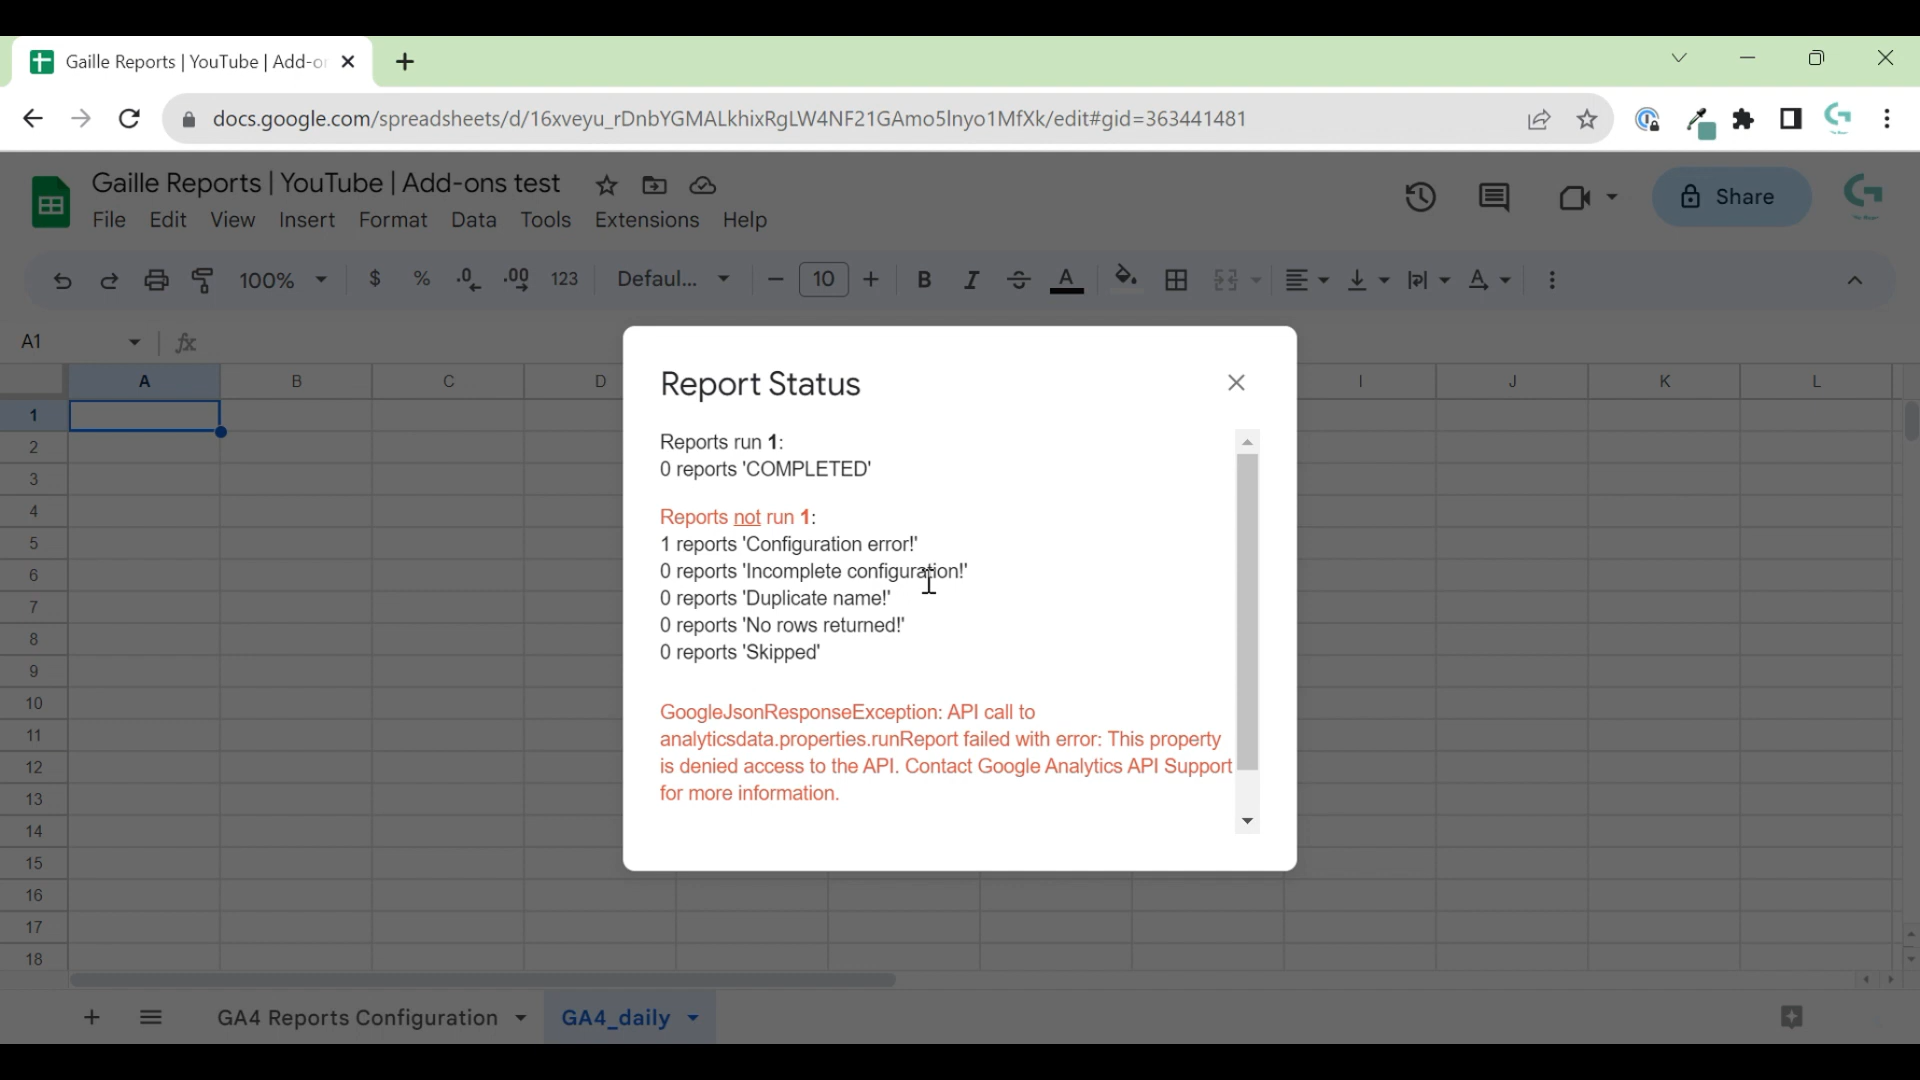 Gaille Reports | YouTube | Add-o
docs.google.com/spreadsheets/d/16xveyu_rDnbYGMALkhixRgLW4NF21GAmo5lnyo1MfXk/edit#gid=363441481
Gaille Reports | YouTube | Add-ons test
File Edit View Insert Format Data Tools Extensions Help
Share
100% $ % .0 .00 123 Defaul... 10 B I S A
A1 fx
A B C D I J K L
1
2
3
4
5
6
7
8
9
10
11
12
13
14
15
16
17
18
Report Status
Reports run 1:
0 reports 'COMPLETED'
Reports not run 1:
1 reports 'Configuration error!'
0 reports 'Incomplete configuration!'
0 reports 'Duplicate name!'
0 reports 'No rows returned!'
0 reports 'Skipped'
GoogleJsonResponseException: API call to
analyticsdata.properties.runReport failed with error: This property
is denied access to the API. Contact Google Analytics API Support
for more information.
GA4 Reports Configuration GA4_daily